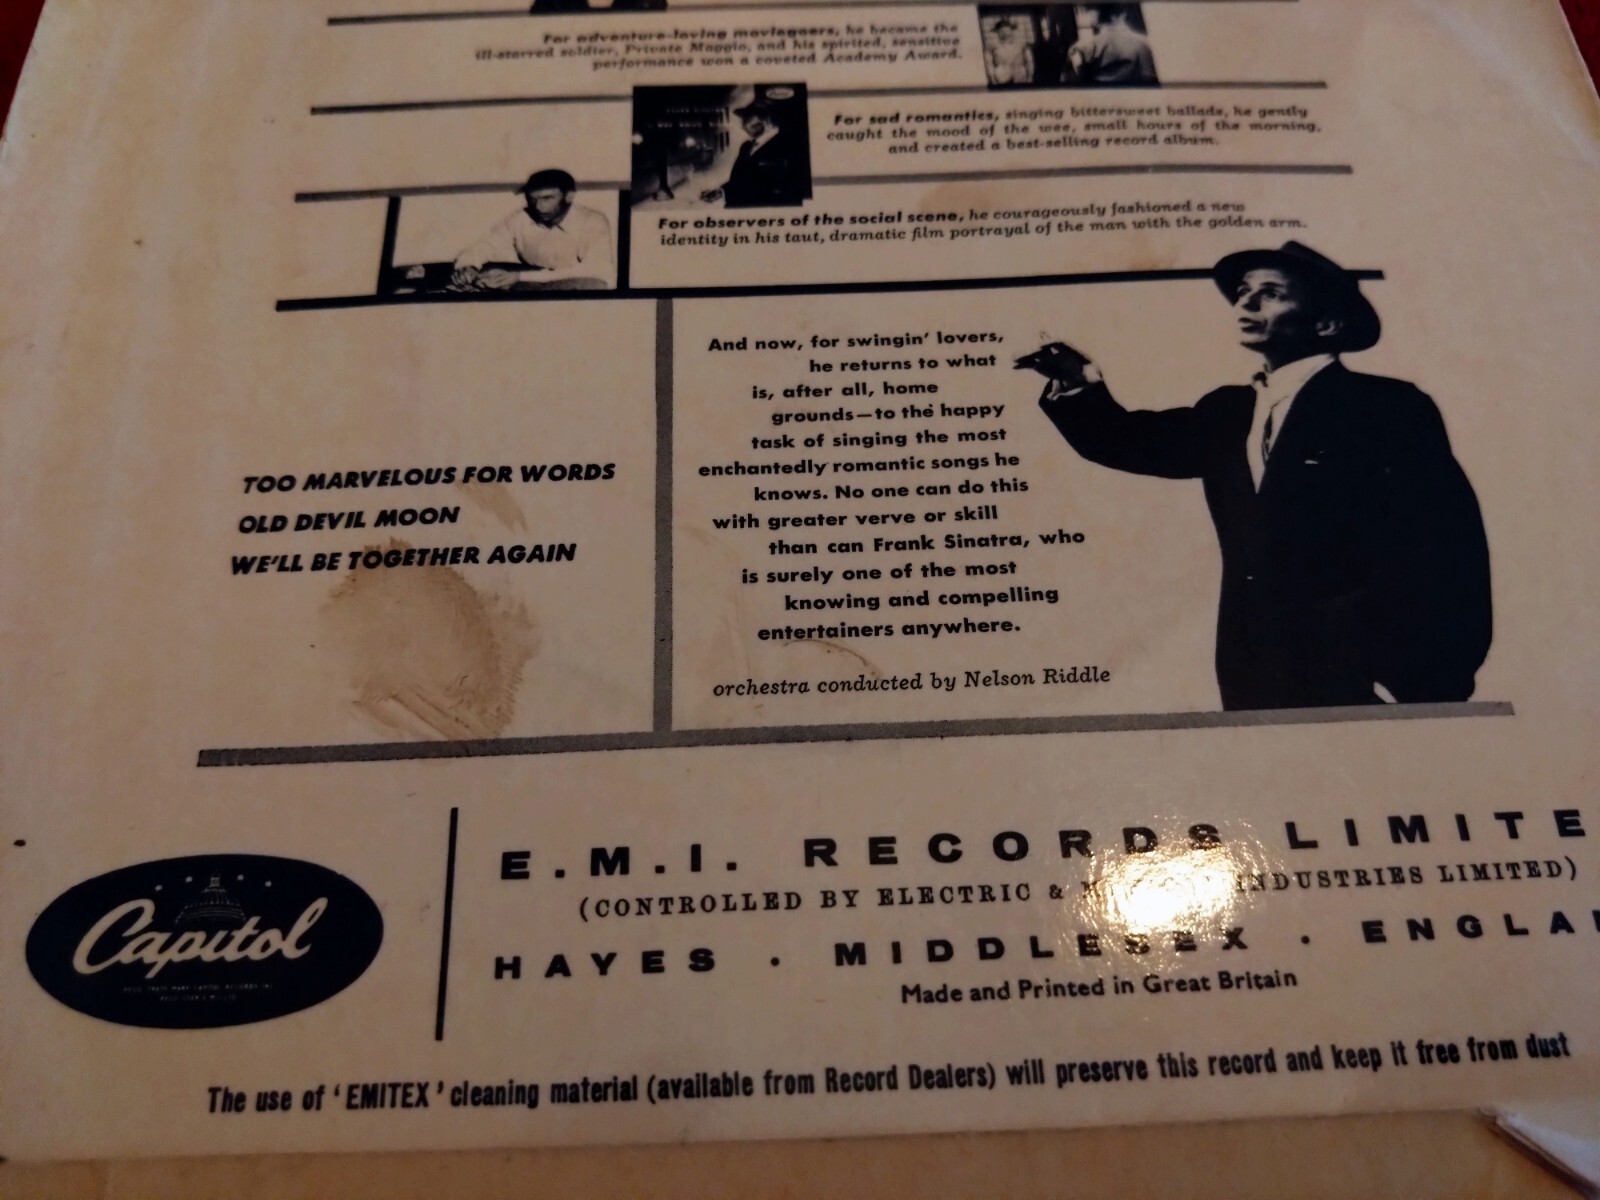 For adventure-loving moviegoers, he became the
ill-starred soldier, Private Maggio, and his spirited, sensitive
performance won a coveted Academy Award.
For sad romantics, singing bittersweet ballads, he gently
caught the mood of the wee, small hours of the morning,
and created a best-selling record album.
For observers of the social scene, he courageously fashioned a new
identity in his taut, dramatic film portrayal of the man with the golden arm.
TOO MARVELOUS FOR WORDS
OLD DEVIL MOON
WE'LL BE TOGETHER AGAIN
And now, for swingin' lovers,
he returns to what
is, after all, home
grounds—to the happy
task of singing the most
enchantedly romantic songs he
knows. No one can do this
with greater verve or skill
than can Frank Sinatra, who
is surely one of the most
knowing and compelling
entertainers anywhere.
orchestra conducted by Nelson Riddle
Capitol
E.M.I. RECORDS LIMITE
(CONTROLLED BY ELECTRIC & INDUSTRIES LIMITED)
HAYES · MIDDLESEX · ENGLA
Made and Printed in Great Britain
The use of 'EMITEX' cleaning material (available from Record Dealers) will preserve this record and keep it free from dust